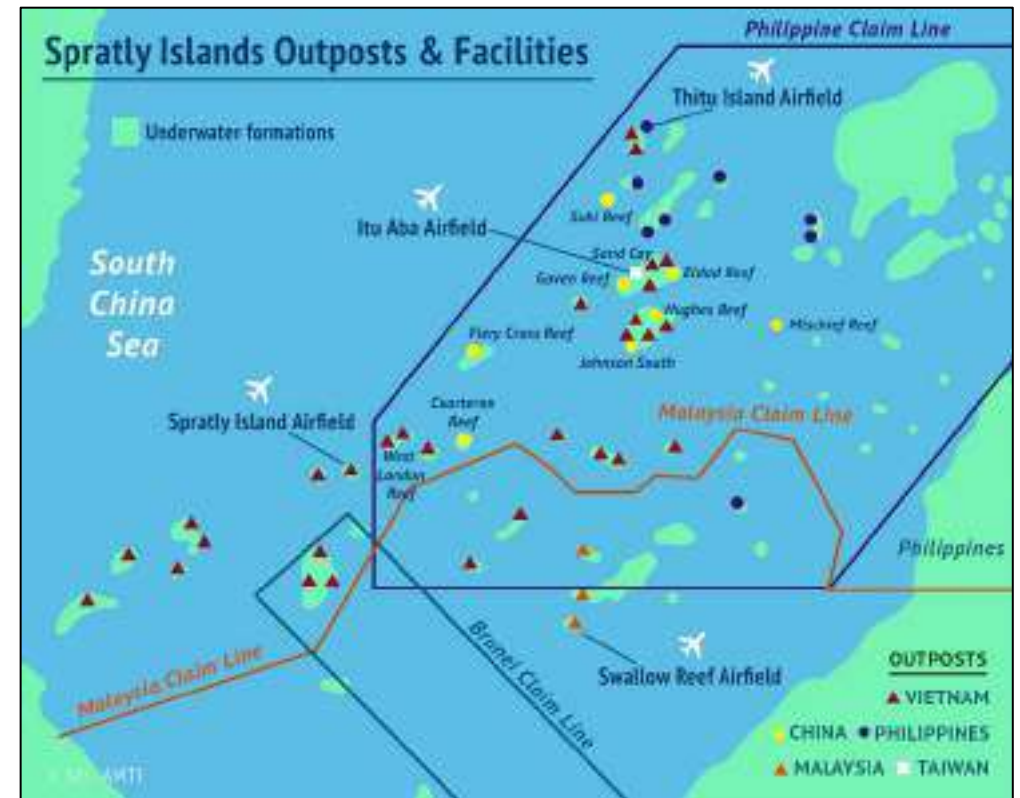 Philippine Claim Line
Spratly Islands Outposts & Facilities
Thitu Island Airfield
Underwater formations
Subi Reef
Itu Aba Airfield
Sand Cay
South
China
Sea
Gaven Reef
Eldad Reef
Hughes Reef
Mischief Reef
Fiery Cross Reef
Johnson South
Cuarteron
Reef
Malaysia Claim Line
Spratly Island Airfield
West
London
Reef
Philippines
Brunei Claim Line
Malaysia Claim Line
Swallow Reef Airfield
OUTPOSTS
VIETNAM
CHINA PHILIPPINES
MALAYSIA TAIWAN
AMTI